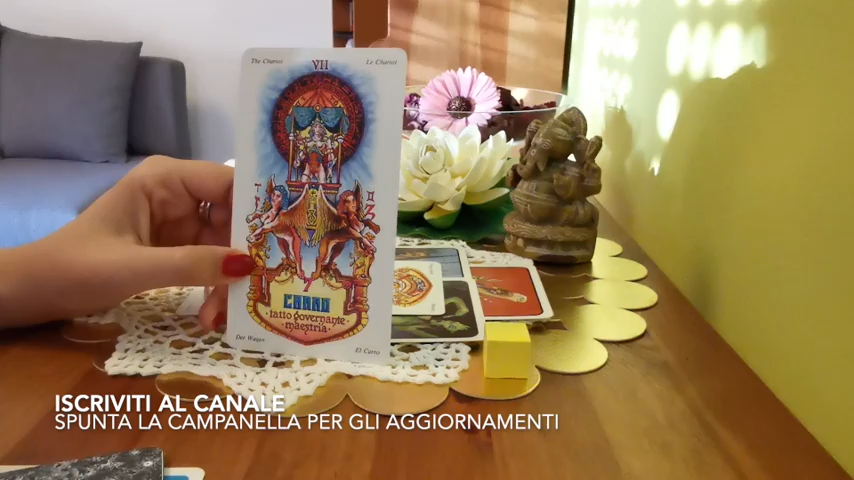 VII
The Chariot
Le Chariot
CARRO
tatto governante
maestria
Der Wagen
El Carro
ISCRIVITI AL CANALE
SPUNTA LA CAMPANELLA PER GLI AGGIORNAMENTI